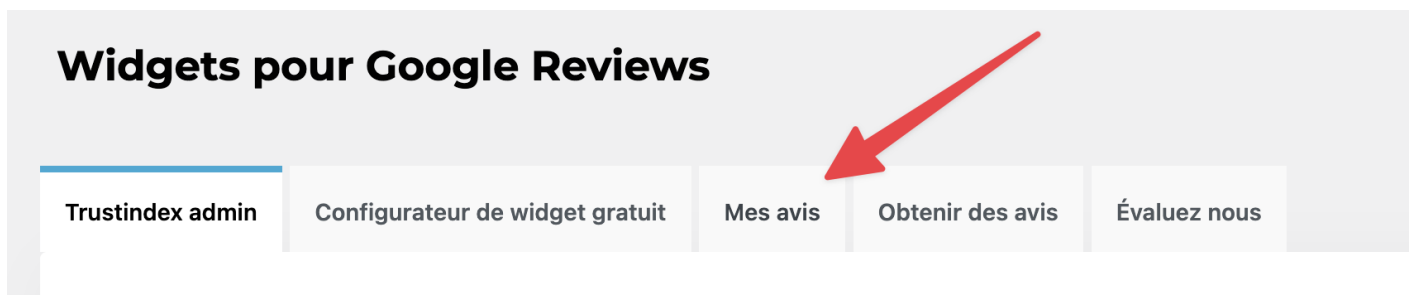 Widgets pour Google Reviews
Trustindex admin Configurateur de widget gratuit Mes avis Obtenir des avis Évaluez nous